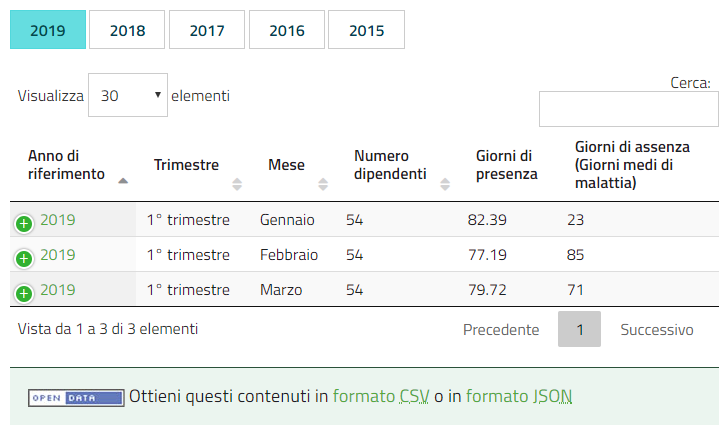 2019 2018 2017 2016 2015
Visualizza 30 elementi
Cerca:
Anno di riferimento Trimestre Mese Numero dipendenti Giorni di presenza Giorni di assenza (Giorni medi di malattia)
2019 1° trimestre Gennaio 54 82.39 23
2019 1° trimestre Febbraio 54 77.19 85
2019 1° trimestre Marzo 54 79.72 71
Vista da 1 a 3 di 3 elementi Precedente 1 Successivo
OPEN DATA Ottieni questi contenuti in formato CSV o in formato JSON